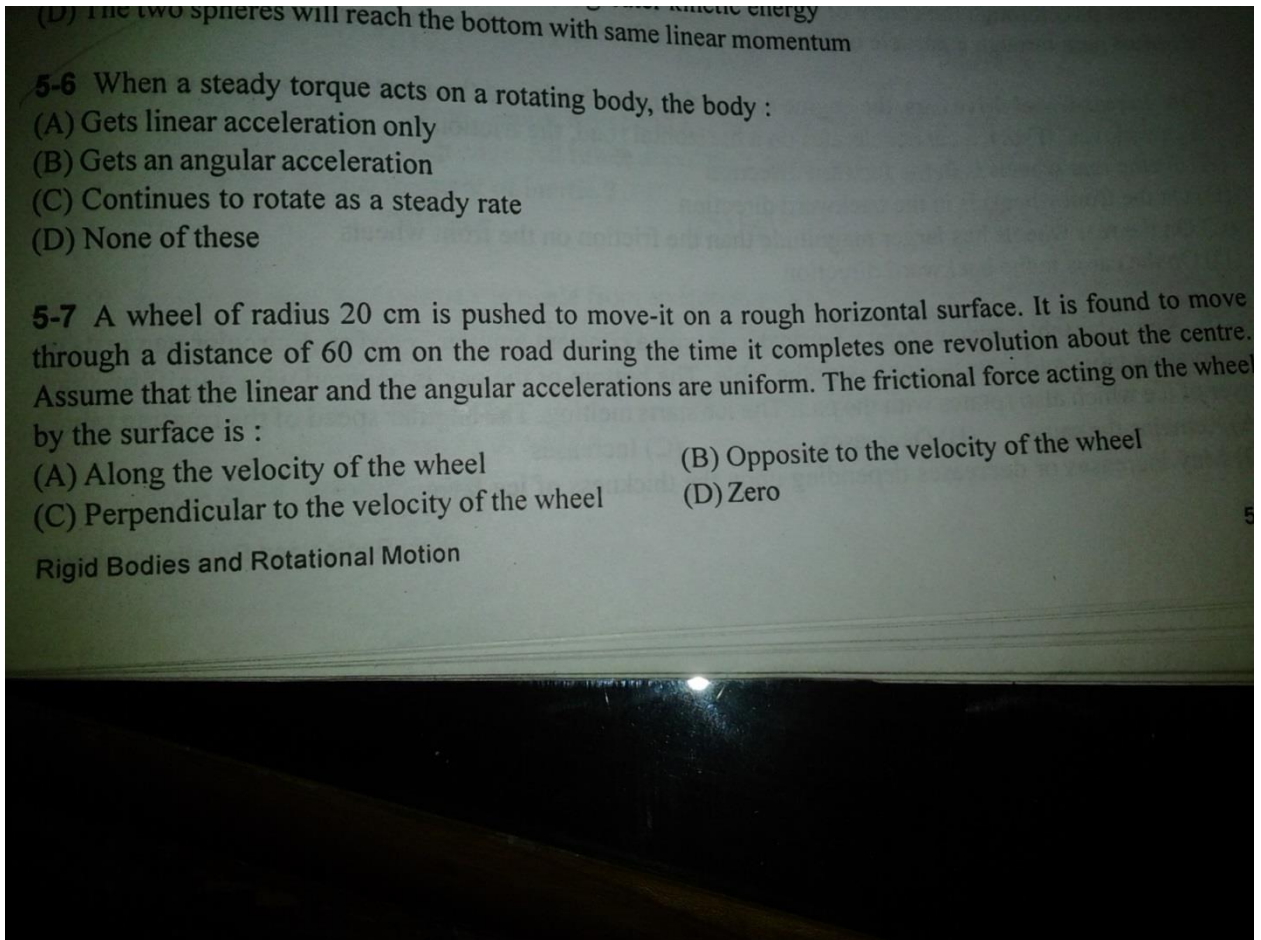 (D) The two spheres will reach the bottom with same linear momentum
kinetic energy
5-6 When a steady torque acts on a rotating body, the body :
(A) Gets linear acceleration only
(B) Gets an angular acceleration
(C) Continues to rotate as a steady rate
(D) None of these
5-7 A wheel of radius 20 cm is pushed to move-it on a rough horizontal surface. It is found to move
through a distance of 60 cm on the road during the time it completes one revolution about the centre.
Assume that the linear and the angular accelerations are uniform. The frictional force acting on the wheel
by the surface is :
(A) Along the velocity of the wheel (B) Opposite to the velocity of the wheel
(C) Perpendicular to the velocity of the wheel (D) Zero
5
Rigid Bodies and Rotational Motion